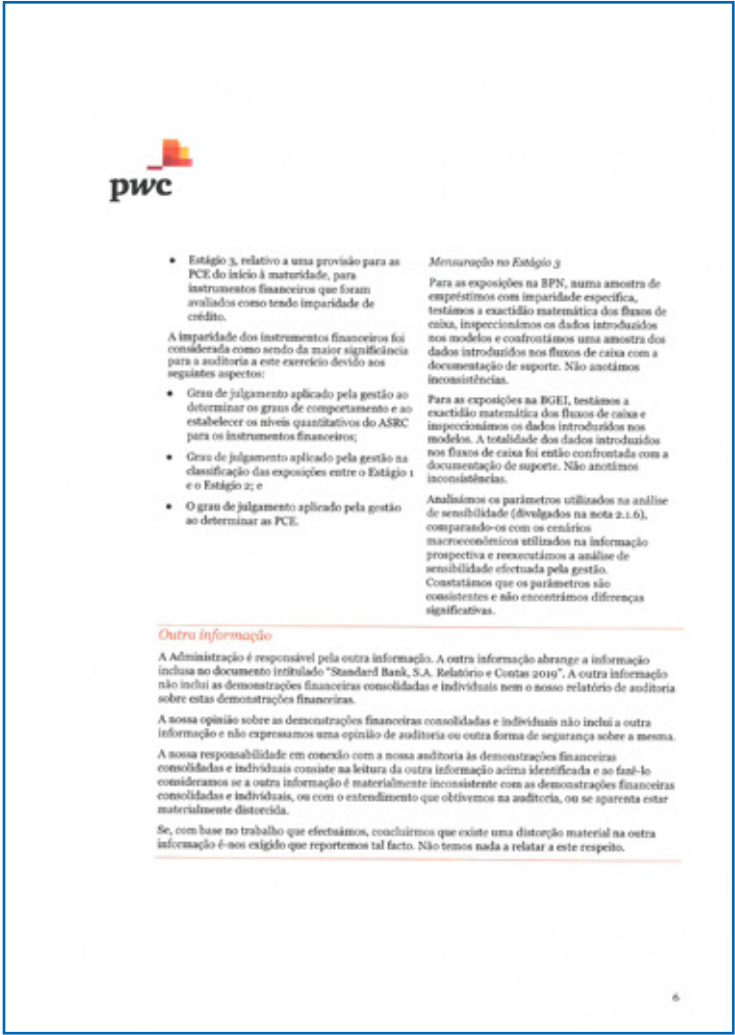 pwc
• Estágio 3, relativo a uma provisão para as
PCE do início à maturidade, para
instrumentos financeiros que foram
avaliados como tendo imparidade de
crédito.
A imparidade dos instrumentos financeiros foi
considerada como sendo da maior significância
para a auditoria a este exercício devido aos
seguintes aspectos:
• Grau de julgamento aplicado pela gestão ao
determinar os graus de comportamento e ao
estabelecer os níveis quantitativos do ASRC
para os instrumentos financeiros;
• Grau de julgamento aplicado pela gestão na
classificação das exposições entre o Estágio 1
e o Estágio 2; e
• O grau de julgamento aplicado pela gestão
ao determinar as PCE.
Mensuração no Estágio 3
Para as exposições na BPN, numa amostra de
empréstimos com imparidade específica,
testámos a exactidão matemática dos fluxos de
caixa, inspeccionámos os dados introduzidos
nos modelos e confrontámos uma amostra dos
dados introduzidos nos fluxos de caixa com a
documentação de suporte. Não anotámos
inconsistências.
Para as exposições na BGEI, testámos a
exactidão matemática dos fluxos de caixa e
inspeccionámos os dados introduzidos nos
modelos. A totalidade dos dados introduzidos
nos fluxos de caixa foi então confrontada com a
documentação de suporte. Não anotámos
inconsistências.
Analisámos os parâmetros utilizados na análise
de sensibilidade (divulgados na nota 2.1.6),
comparando-os com os cenários
macroeconômicos utilizados na informação
prospectiva e reexecutámos a análise de
sensibilidade efectuada pela gestão.
Constatámos que os parâmetros são
consistentes e não encontrámos diferenças
significativas.
Outra informação
A Administração é responsável pela outra informação. A outra informação abrange a informação
inclusa no documento intitulado “Standard Bank, S.A. Relatório e Contas 2019”. A outra informação
não inclui as demonstrações financeiras consolidadas e individuais nem o nosso relatório de auditoria
sobre estas demonstrações financeiras.
A nossa opinião sobre as demonstrações financeiras consolidadas e individuais não inclui a outra
informação e não expressamos uma opinião de auditoria ou outra forma de segurança sobre a mesma.
A nossa responsabilidade em conexão com a nossa auditoria às demonstrações financeiras
consolidadas e individuais consiste na leitura da outra informação acima identificada e ao fazê-lo
consideramos se a outra informação é materialmente inconsistente com as demonstrações financeiras
consolidadas e individuais, ou com o entendimento que obtivemos na auditoria, ou se aparenta estar
materialmente distorcida.
Se, com base no trabalho que efectuámos, concluirmos que existe uma distorção material na outra
informação é-nos exigido que reportemos tal facto. Não temos nada a relatar a este respeito.
6